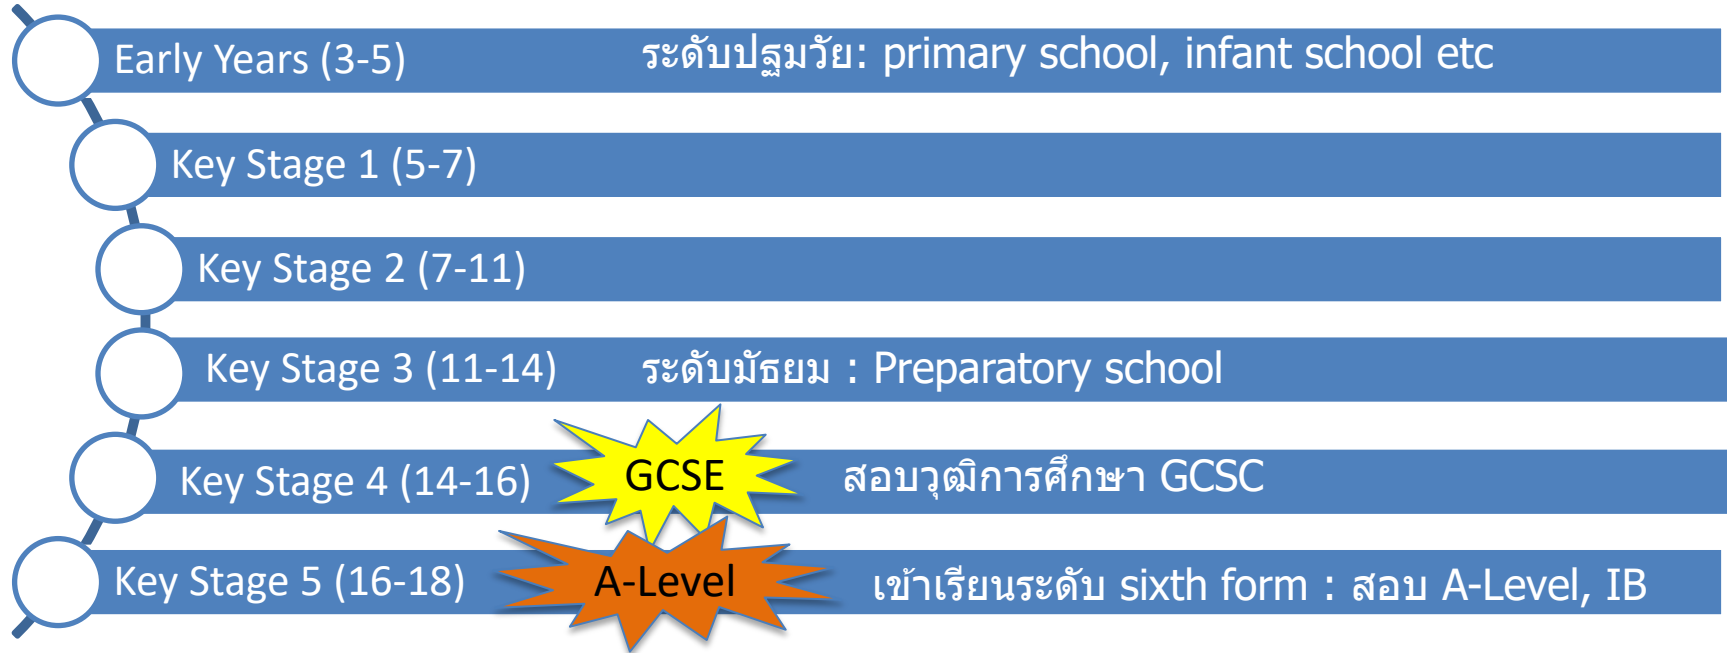 Early Years (3-5) ระดับปฐมวัย: primary school, infant school etc
Key Stage 1 (5-7)
Key Stage 2 (7-11)
Key Stage 3 (11-14) ระดับมัธยม : Preparatory school
Key Stage 4 (14-16) GCSE สอบวุฒิการศึกษา GCSC
Key Stage 5 (16-18) A-Level เข้าเรียนระดับ sixth form : สอบ A-Level, IB